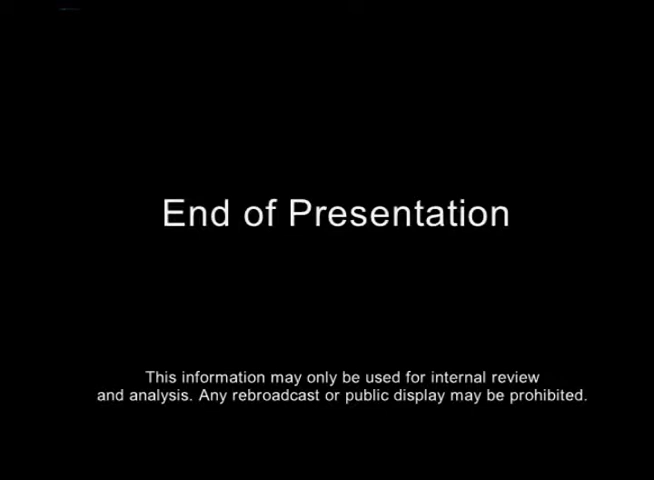 End of Presentation
This information may only be used for internal review
and analysis. Any rebroadcast or public display may be prohibited.